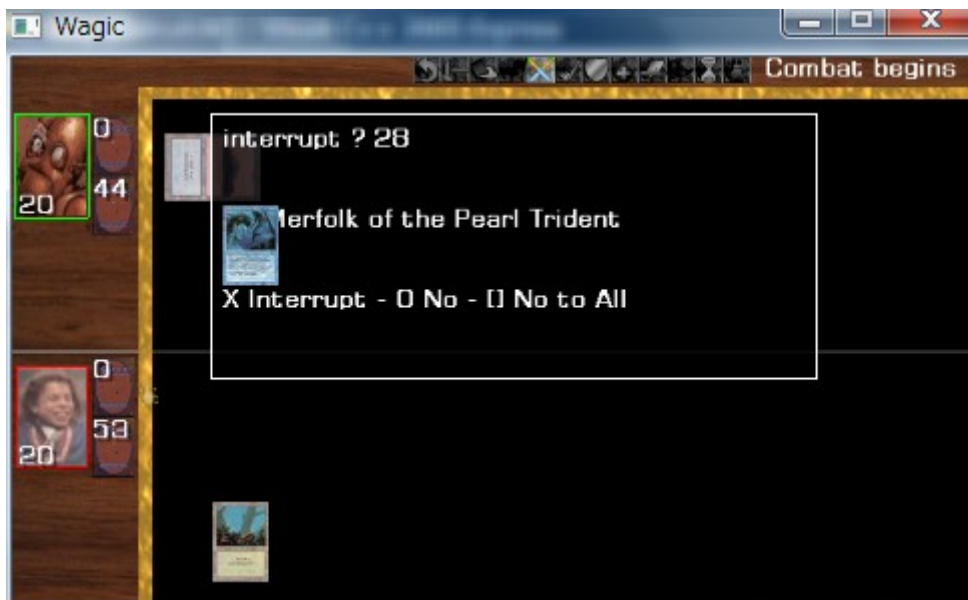 Wagic
Combat begins
0
44
20
interrupt ? 28
Merfolk of the Pearl Trident
X Interrupt - O No - [] No to All
0
53
20